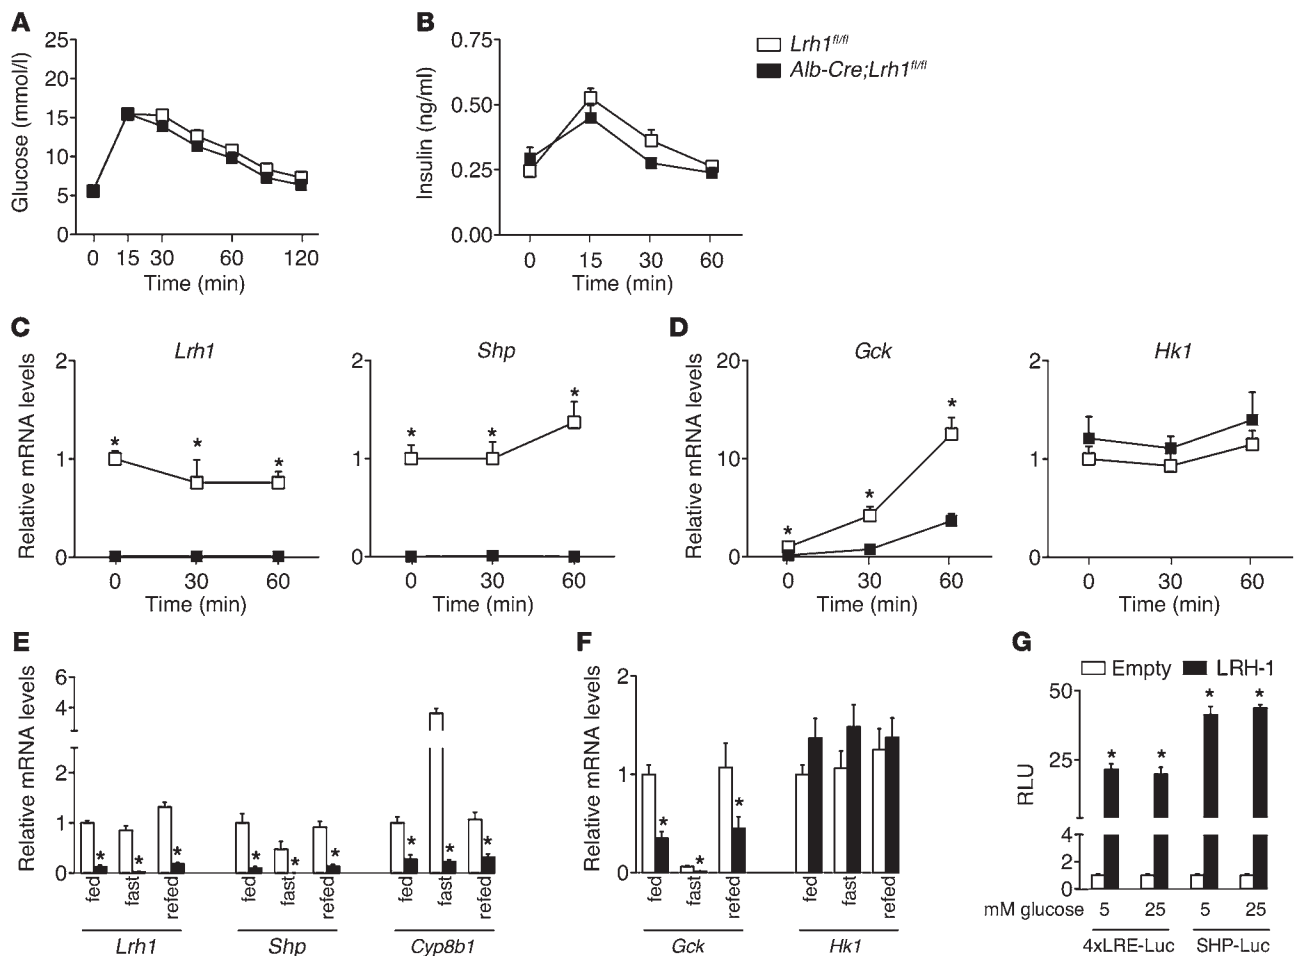 A
25
20
15
10
5
0
Glucose (mmol/l)
0 15 30 60 120
Time (min)
B
0.75
0.50
0.25
0.00
Insulin (ng/ml)
0 15 30 60
Time (min)
Lrh1fl/fl
Alb-Cre;Lrh1fl/fl
C
Lrh1
2
1
0
Relative mRNA levels
* * *
0 30 60
Time (min)
Shp
2
1
0
* * *
0 30 60
Time (min)
D
Gck
20
10
0
Relative mRNA levels
* * *
0 30 60
Time (min)
Hk1
2
1
0
0 30 60
Time (min)
E
6
4
2
1
0
Relative mRNA levels
* * * * * * * * *
fed fast refed fed fast refed fed fast refed
Lrh1 Shp Cyp8b1
F
2
1
0
Relative mRNA levels
* * *
fed fast refed fed fast refed
Gck Hk1
G
Empty LRH-1
50
25
4
2
0
RLU
* * * *
mM glucose 5 25 5 25
4xLRE-Luc SHP-Luc